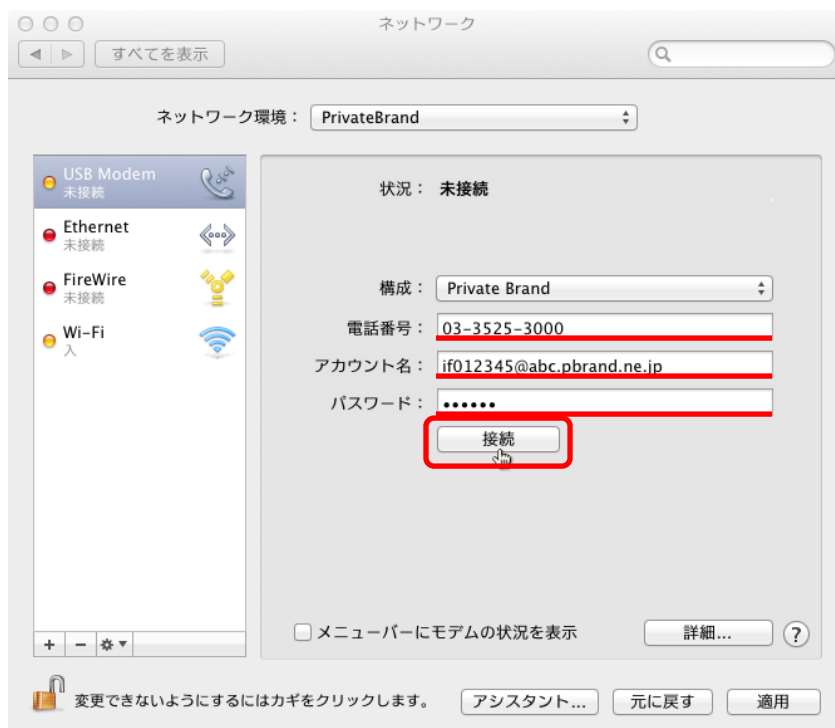 ネットワーク
すべてを表示
ネットワーク環境： PrivateBrand
USB Modem
未接続
Ethernet
未接続
FireWire
未接続
Wi-Fi
入
状況： 未接続
構成： Private Brand
電話番号： 03-3525-3000
アカウント名： if012345@abc.pbrand.ne.jp
パスワード： ••••••
接続
メニューバーにモデムの状況を表示
詳細...
?
変更できないようにするにはカギをクリックします。
アシスタント...
元に戻す
適用